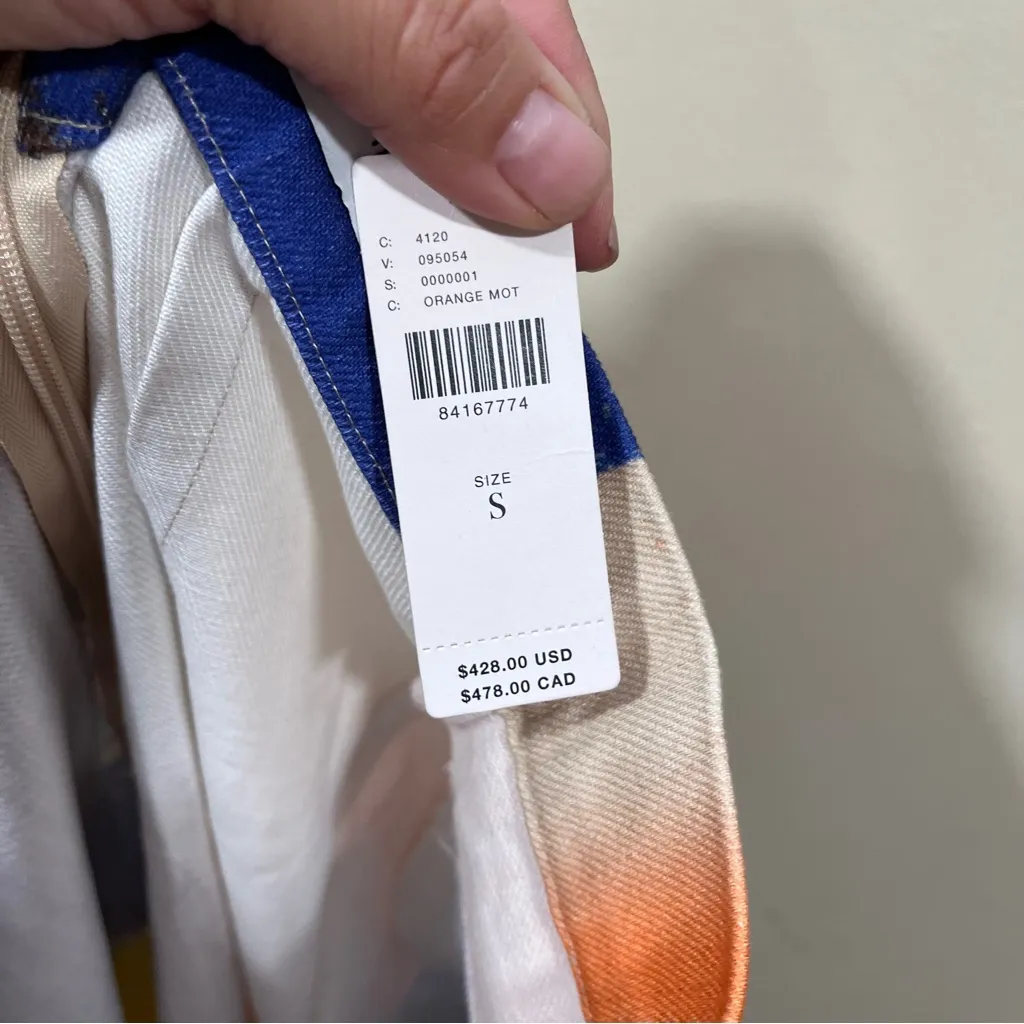 C: 4120
V: 095054
S: 0000001
C: ORANGE MOT
84167774
SIZE
S
$428.00 USD
$478.00 CAD